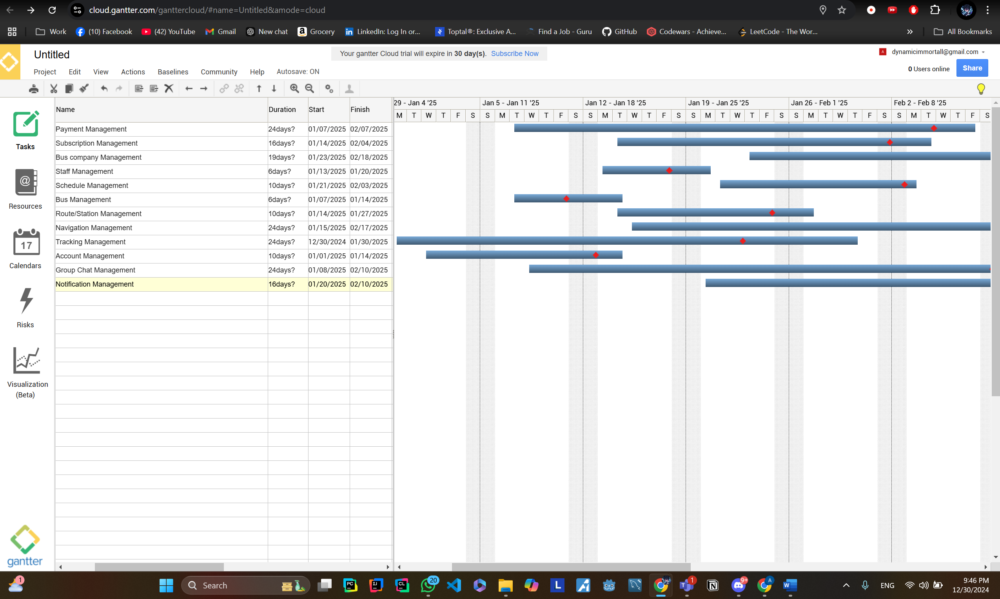 cloud.gantter.com/ganttercloud/#name=Untitled&amode=cloud
Work (10) Facebook (42) YouTube Gmail New chat Grocery LinkedIn: Log In or... Toptal®: Exclusive A... Find a Job - Guru GitHub Codewars - Achieve... LeetCode - The Wor... » All Bookmarks
Untitled
Your gantter Cloud trial will expire in 30 day(s). Subscribe Now
A dynamicimmortall@gmail.com
Project Edit View Actions Baselines Community Help Autosave: ON
0 Users online Share
Name Duration Start Finish
29 - Jan 4 '25 Jan 5 - Jan 11 '25 Jan 12 - Jan 18 '25 Jan 19 - Jan 25 '25 Jan 26 - Feb 1 '25 Feb 2 - Feb 8 '25
M T W T F S S M T W T F S S M T W T F S S M T W T F S S M T W T F S S M T W T F S
Payment Management 24days? 01/07/2025 02/07/2025
Subscription Management 16days? 01/14/2025 02/04/2025
Bus company Management 19days? 01/23/2025 02/18/2025
Staff Management 6days? 01/13/2025 01/20/2025
Schedule Management 10days? 01/21/2025 02/03/2025
Bus Management 6days? 01/07/2025 01/14/2025
Route/Station Management 10days? 01/14/2025 01/27/2025
Navigation Management 24days? 01/15/2025 02/17/2025
Tracking Management 24days? 12/30/2024 01/30/2025
Account Management 10days? 01/01/2025 01/14/2025
Group Chat Management 24days? 01/08/2025 02/10/2025
Notification Management 16days? 01/20/2025 02/10/2025
Tasks
@
Resources
17
Calendars
Risks
Visualization
(Beta)
gantter
1 Search PC IJ CL 20 L 1 N 9+ A W ENG
9:46 PM
12/30/2024